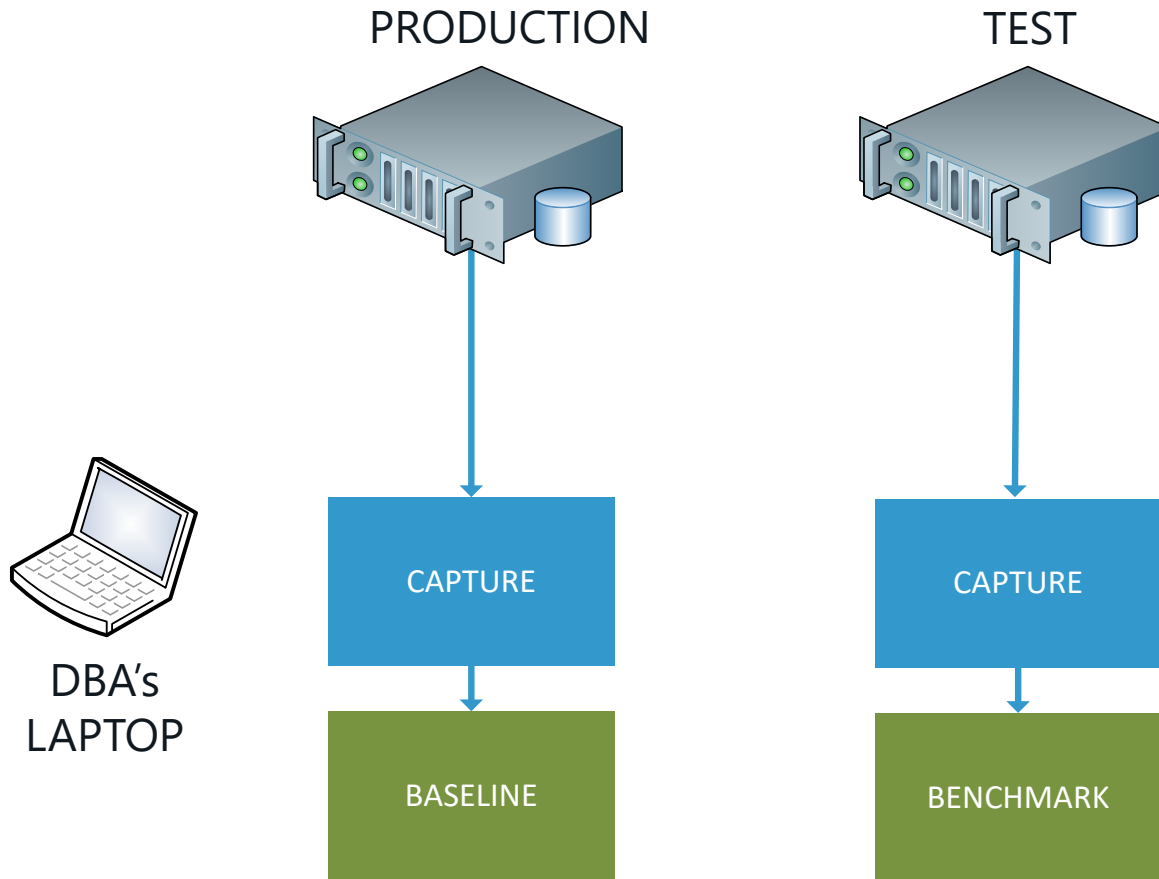 PRODUCTION
TEST
CAPTURE
CAPTURE
DBA‘s
LAPTOP
BASELINE
BENCHMARK